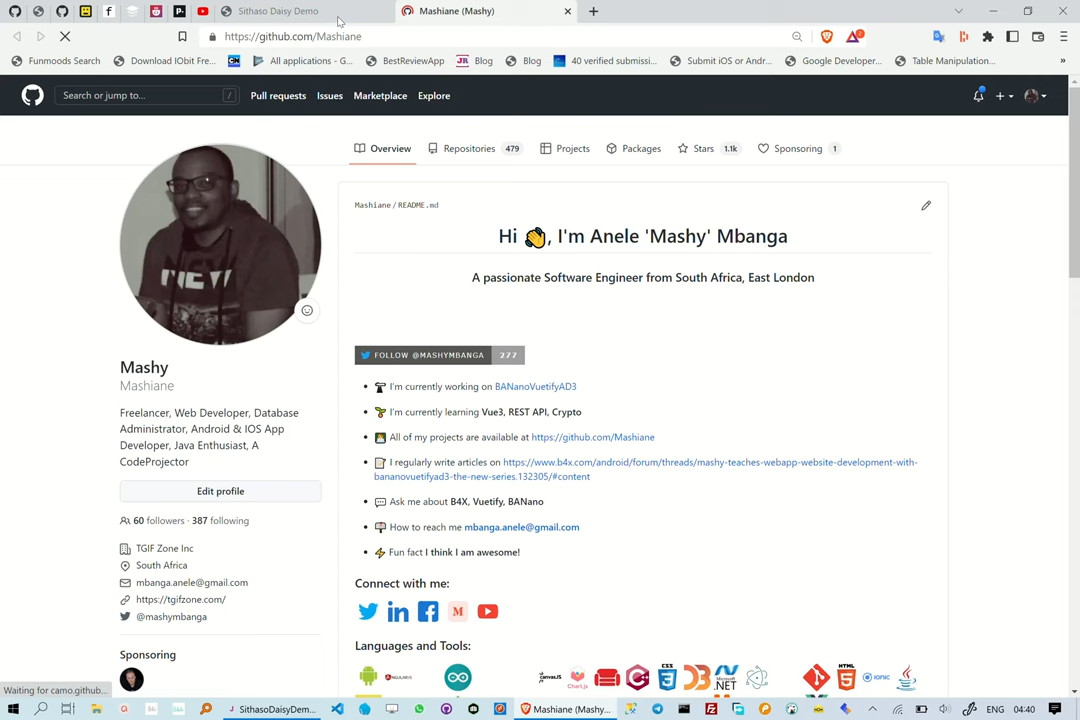 Sithaso Daisy Demo
Mashiane (Mashy)
https://github.com/Mashiane
7
Funmoods Search
Download IObit Fre...
All applications - G...
BestReviewApp
JR
Blog
Blog
40 verified submissi...
Submit iOS or Andr...
Google Developer...
Table Manipulation...
»
Search or jump to...
/
Pull requests
Issues
Marketplace
Explore
Overview
Repositories 479
Projects
Packages
Stars 1.1k
Sponsoring 1
Mashiane/README.md
Hi 👋, I'm Anele 'Mashy' Mbanga
A passionate Software Engineer from South Africa, East London
FOLLOW @MASHYMBANGA 277
I'm currently working on BANanoVuetifyAD3
I'm currently learning Vue3, REST API, Crypto
All of my projects are available at https://github.com/Mashiane
I regularly write articles on https://www.b4x.com/android/forum/threads/mashy-teaches-webapp-website-development-with-
bananovuetifyad3-the-new-series.132305/#content
Ask me about B4X, Vuetify, BANano
How to reach me mbanga.anele@gmail.com
Fun fact I think I am awesome!
Connect with me:
Languages and Tools:
Mashy
Mashiane
Freelancer, Web Developer, Database
Administrator, Android & IOS App
Developer, Java Enthusiast, A
CodeProjector
Edit profile
60 followers · 387 following
TGIF Zone Inc
South Africa
mbanga.anele@gmail.com
https://tgifzone.com/
@mashymbanga
Sponsoring
Waiting for camo.github...
SithasoDaisyDem...
Mashiane (Mashy...
ENG
04:40